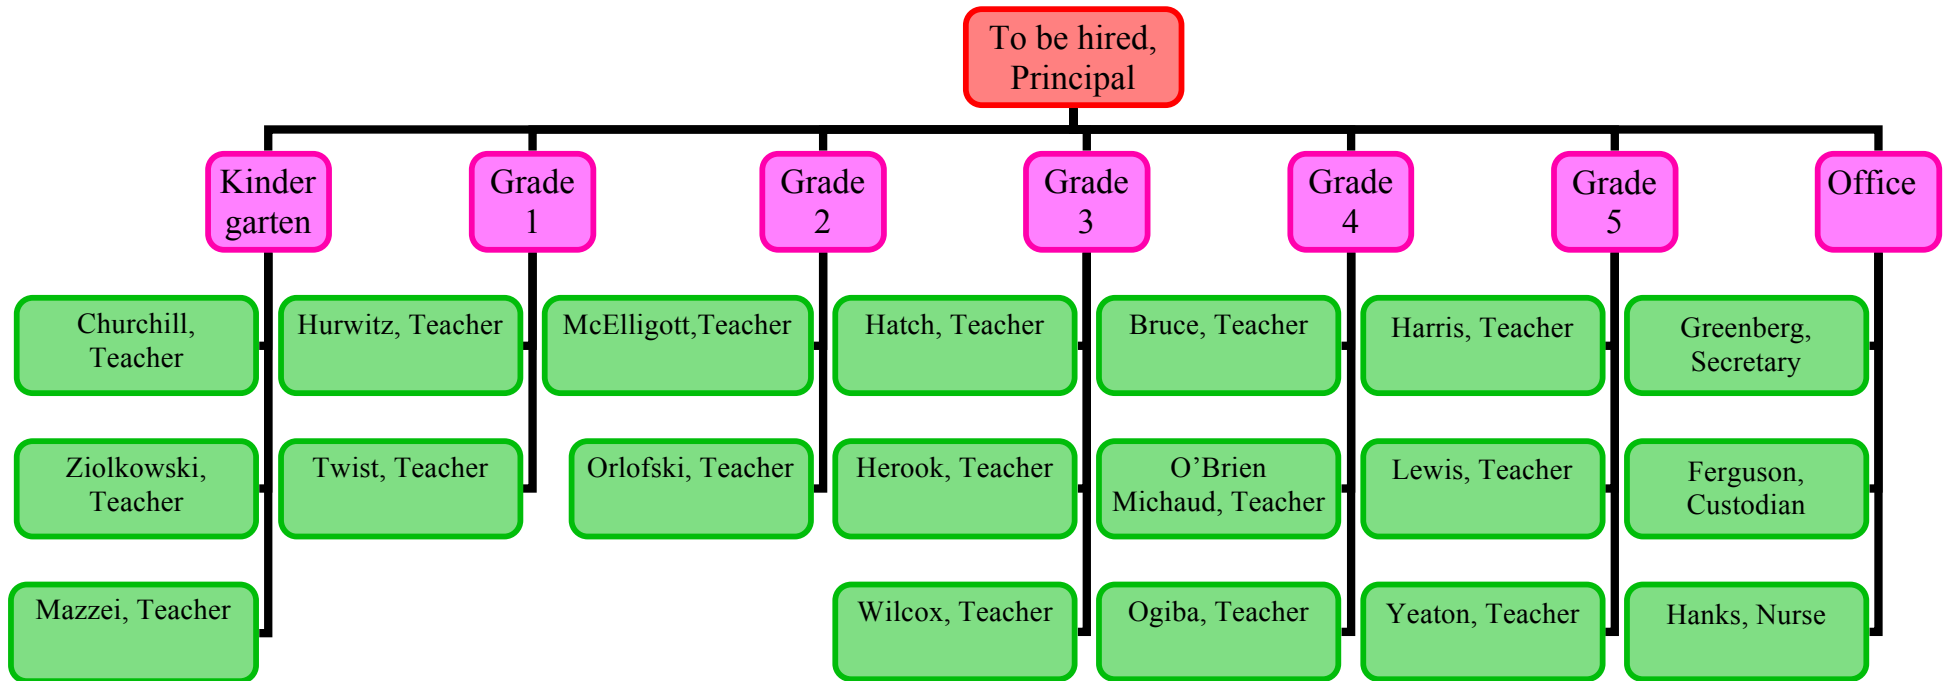 To be hired,
Principal
Kinder
garten
Grade
1
Grade
2
Grade
3
Grade
4
Grade
5
Office
Churchill,
Teacher
Hurwitz, Teacher
McElligott,Teacher
Hatch, Teacher
Bruce, Teacher
Harris, Teacher
Greenberg,
Secretary
Ziolkowski,
Teacher
Twist, Teacher
Orlofski, Teacher
Herook, Teacher
O’Brien
Michaud, Teacher
Lewis, Teacher
Ferguson,
Custodian
Mazzei, Teacher
Wilcox, Teacher
Ogiba, Teacher
Yeaton, Teacher
Hanks, Nurse